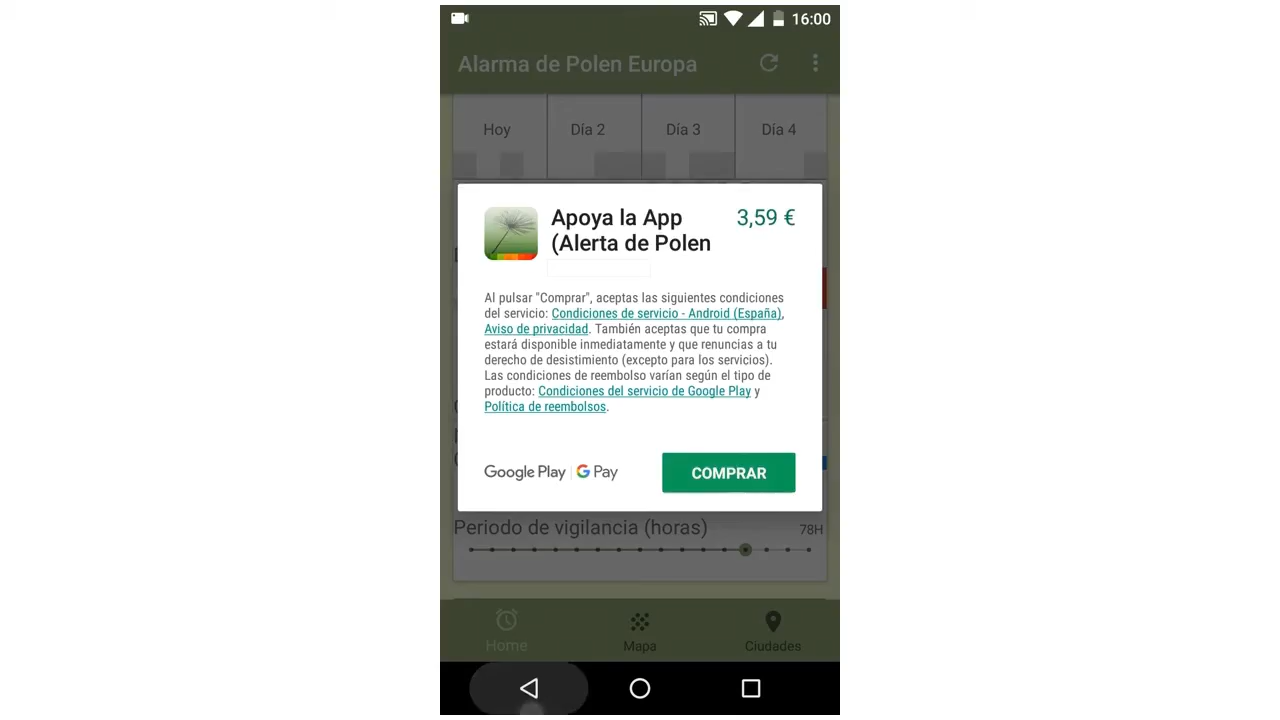 16:00
Alarma de Polen Europa
Hoy
Día 2
Día 3
Día 4
Apoya la App
3,59 €
(Alerta de Polen
Al pulsar "Comprar", aceptas las siguientes condiciones
del servicio: Condiciones de servicio - Android (España),
Aviso de privacidad. También aceptas que tu compra
estará disponible inmediatamente y que renuncias a tu
derecho de desistimiento (excepto para los servicios).
Las condiciones de reembolso varían según el tipo de
producto: Condiciones del servicio de Google Play y
Política de reembolsos.
Google Play | G Pay
COMPRAR
Periodo de vigilancia (horas)
78H
Home
Mapa
Ciudades